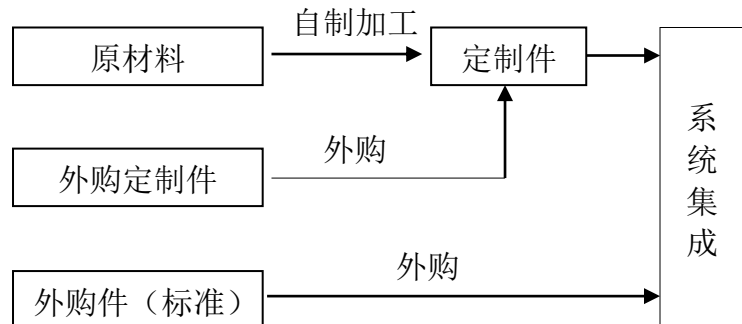 自制加工
原材料
定制件
外购
外购定制件
系统集成
外购
外购件（标准）